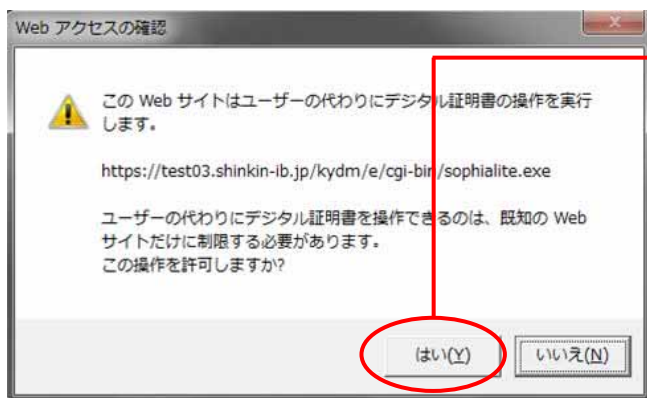 Web アクセスの確認
この Web サイトはユーザーの代わりにデジタル証明書の操作を実行
します。
https://test03.shinkin-ib.jp/kydm/e/cgi-bin/sophialite.exe
ユーザーの代わりにデジタル証明書を操作できるのは、既知の Web
サイトだけに制限する必要があります。
この操作を許可しますか?
はい(Y)
いいえ(N)